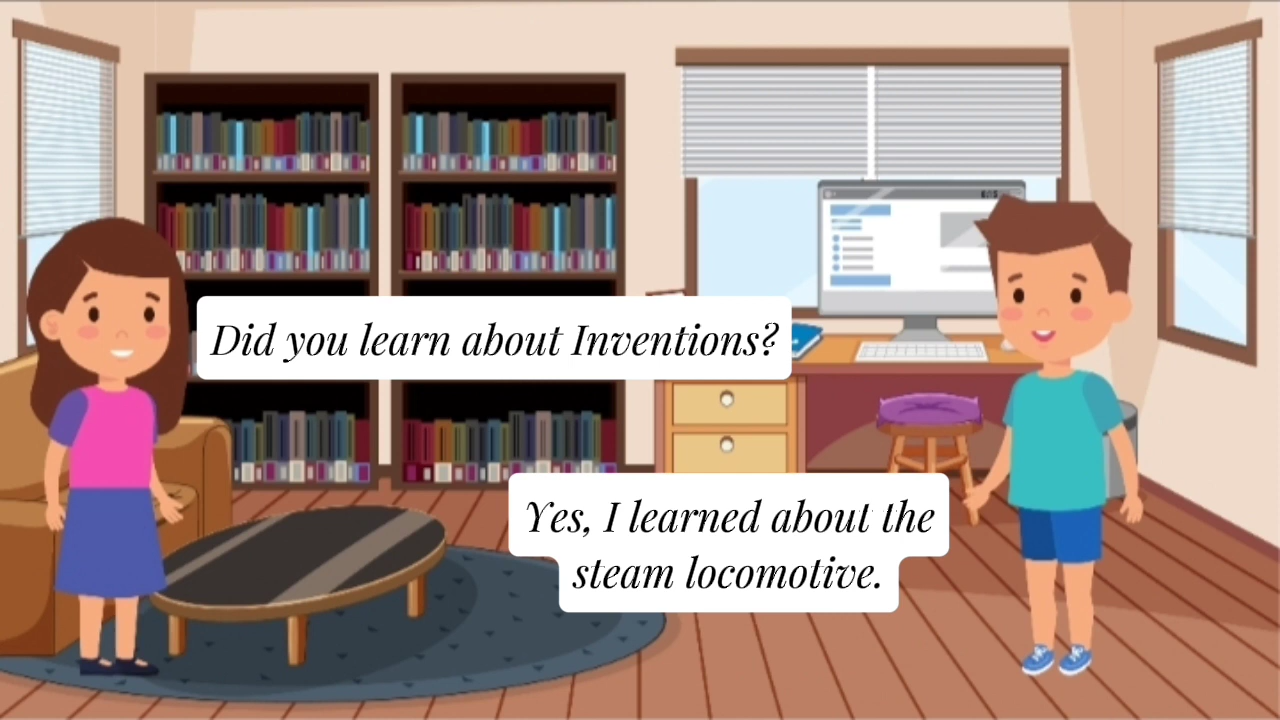 Did you learn about Inventions?
Yes, I learned about the
steam locomotive.